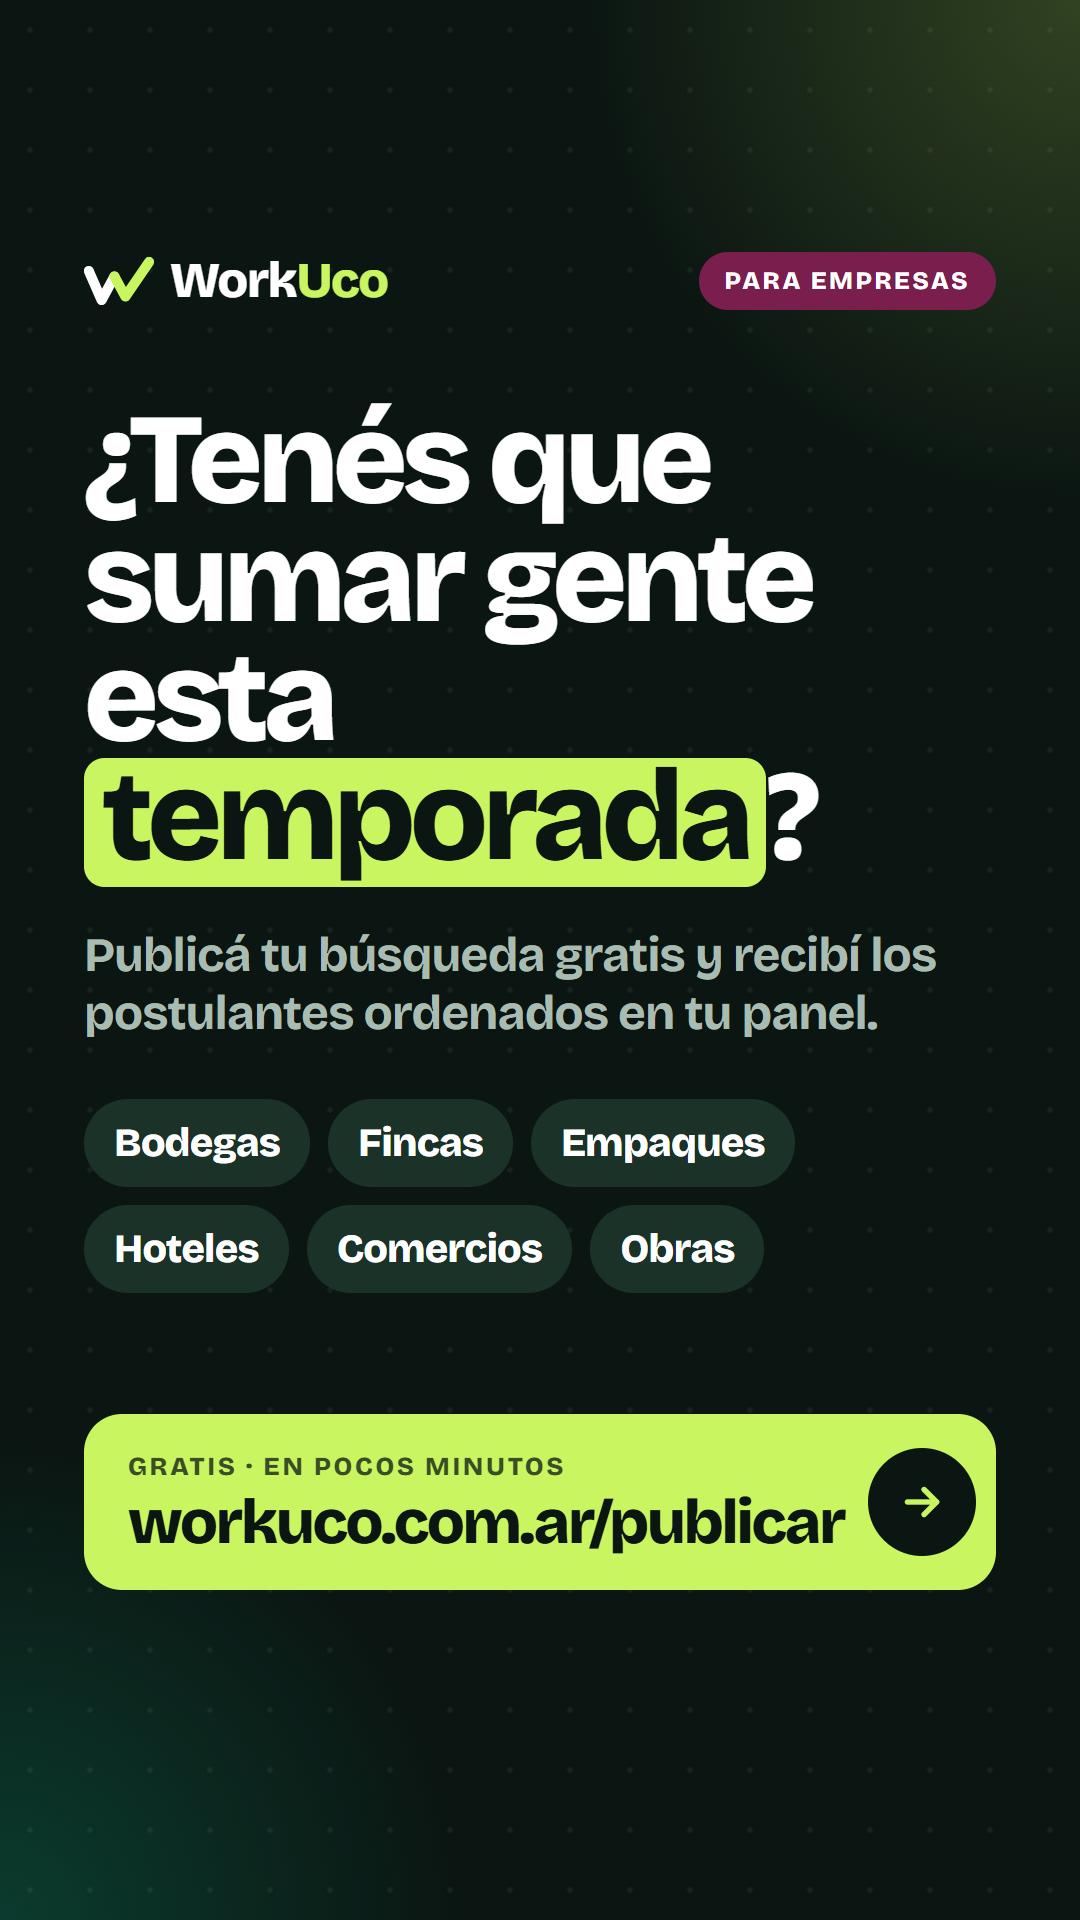 WorkUco
PARA EMPRESAS
¿Tenés que
sumar gente
esta
temporada?
Publicá tu búsqueda gratis y recibí los
postulantes ordenados en tu panel.
Bodegas Fincas Empaques
Hoteles Comercios Obras
GRATIS · EN POCOS MINUTOS
workuco.com.ar/publicar